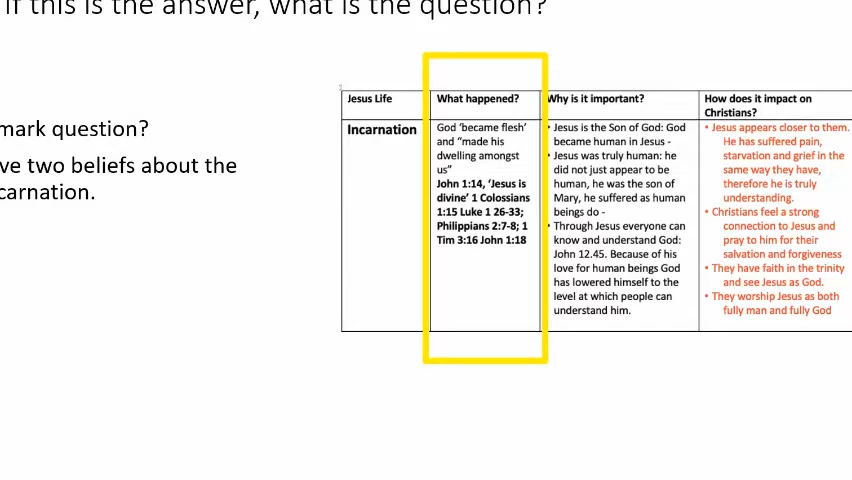 if this is the answer, what is the question?
mark question?
ve two beliefs about the
carnation.
Jesus Life
What happened?
Why is it important?
How does it impact on
Christians?
Incarnation
God ‘became flesh’
and “made his
dwelling amongst
us”
John 1:14, ‘Jesus is
divine’ 1 Colossians
1:15 Luke 1 26-33;
Philippians 2:7-8; 1
Tim 3:16 John 1:18
• Jesus is the Son of God: God
became human in Jesus -
• Jesus was truly human: he
did not just appear to be
human, he was the son of
Mary, he suffered as human
beings do -
• Through Jesus everyone can
know and understand God:
John 12.45. Because of his
love for human beings God
has lowered himself to the
level at which people can
understand him.
• Jesus appears closer to them.
He has suffered pain,
starvation and grief in the
same way they have,
therefore he is truly
understanding.
• Christians feel a strong
connection to Jesus and
pray to him for their
salvation and forgiveness
• They have faith in the trinity
and see Jesus as God.
• They worship Jesus as both
fully man and fully God